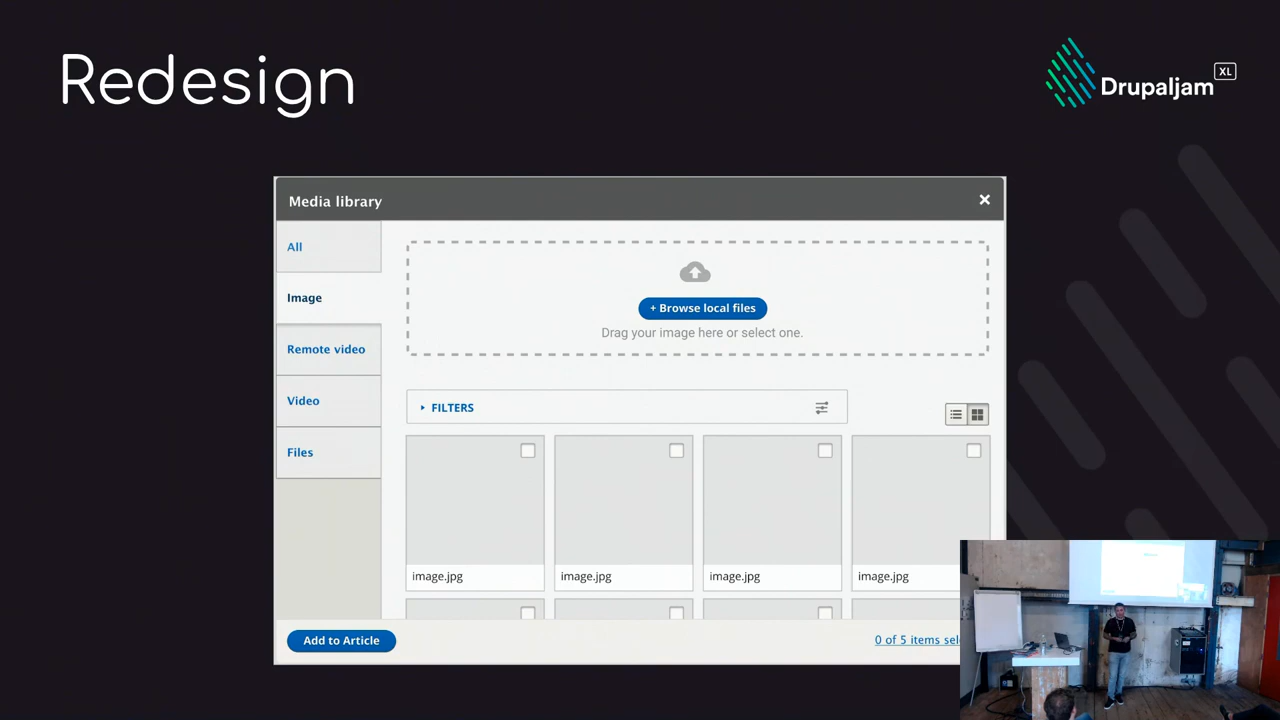 Redesign
Drupaljam XL
Media library
All
Image
Remote video
Video
Files
+ Browse local files
Drag your image here or select one.
FILTERS
image.jpg
image.jpg
image.jpg
image.jpg
Add to Article
0 of 5 items